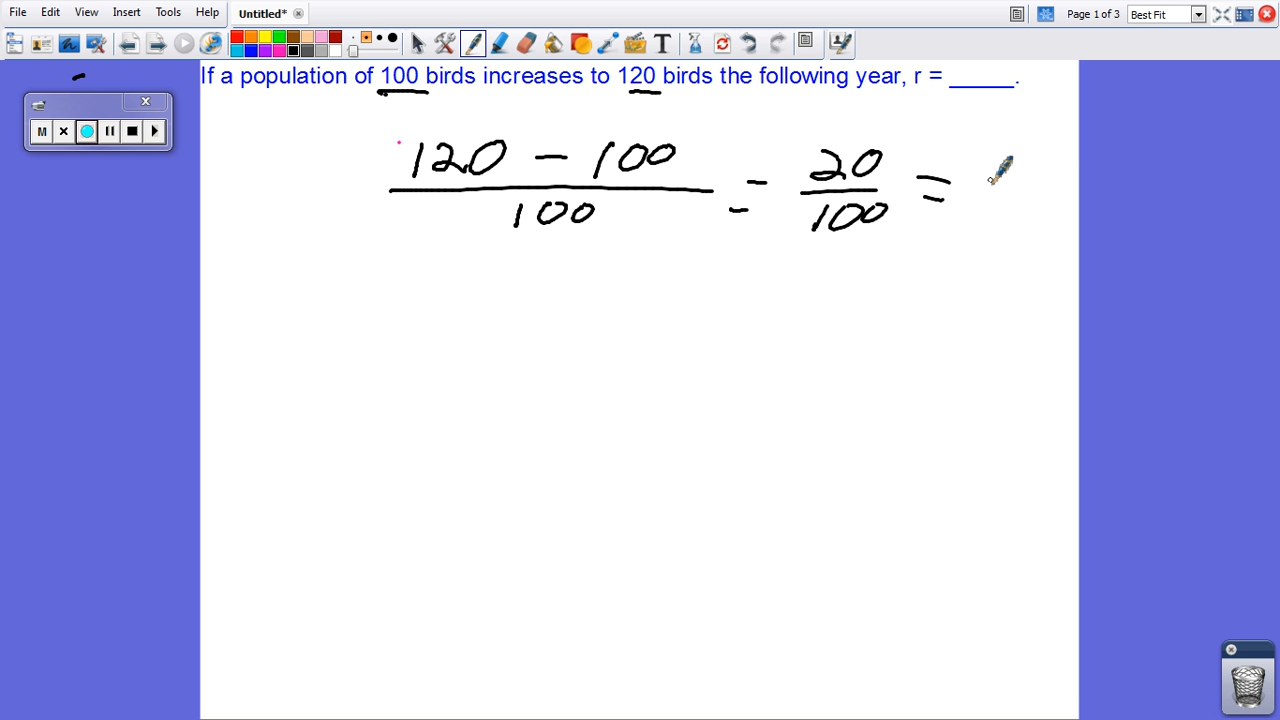 File Edit View Insert Tools Help Untitled* Page 1 of 3 Best Fit
If a population of 100 birds increases to 120 birds the following year, r = _____.
M
120 - 100 = 20 =
100 100